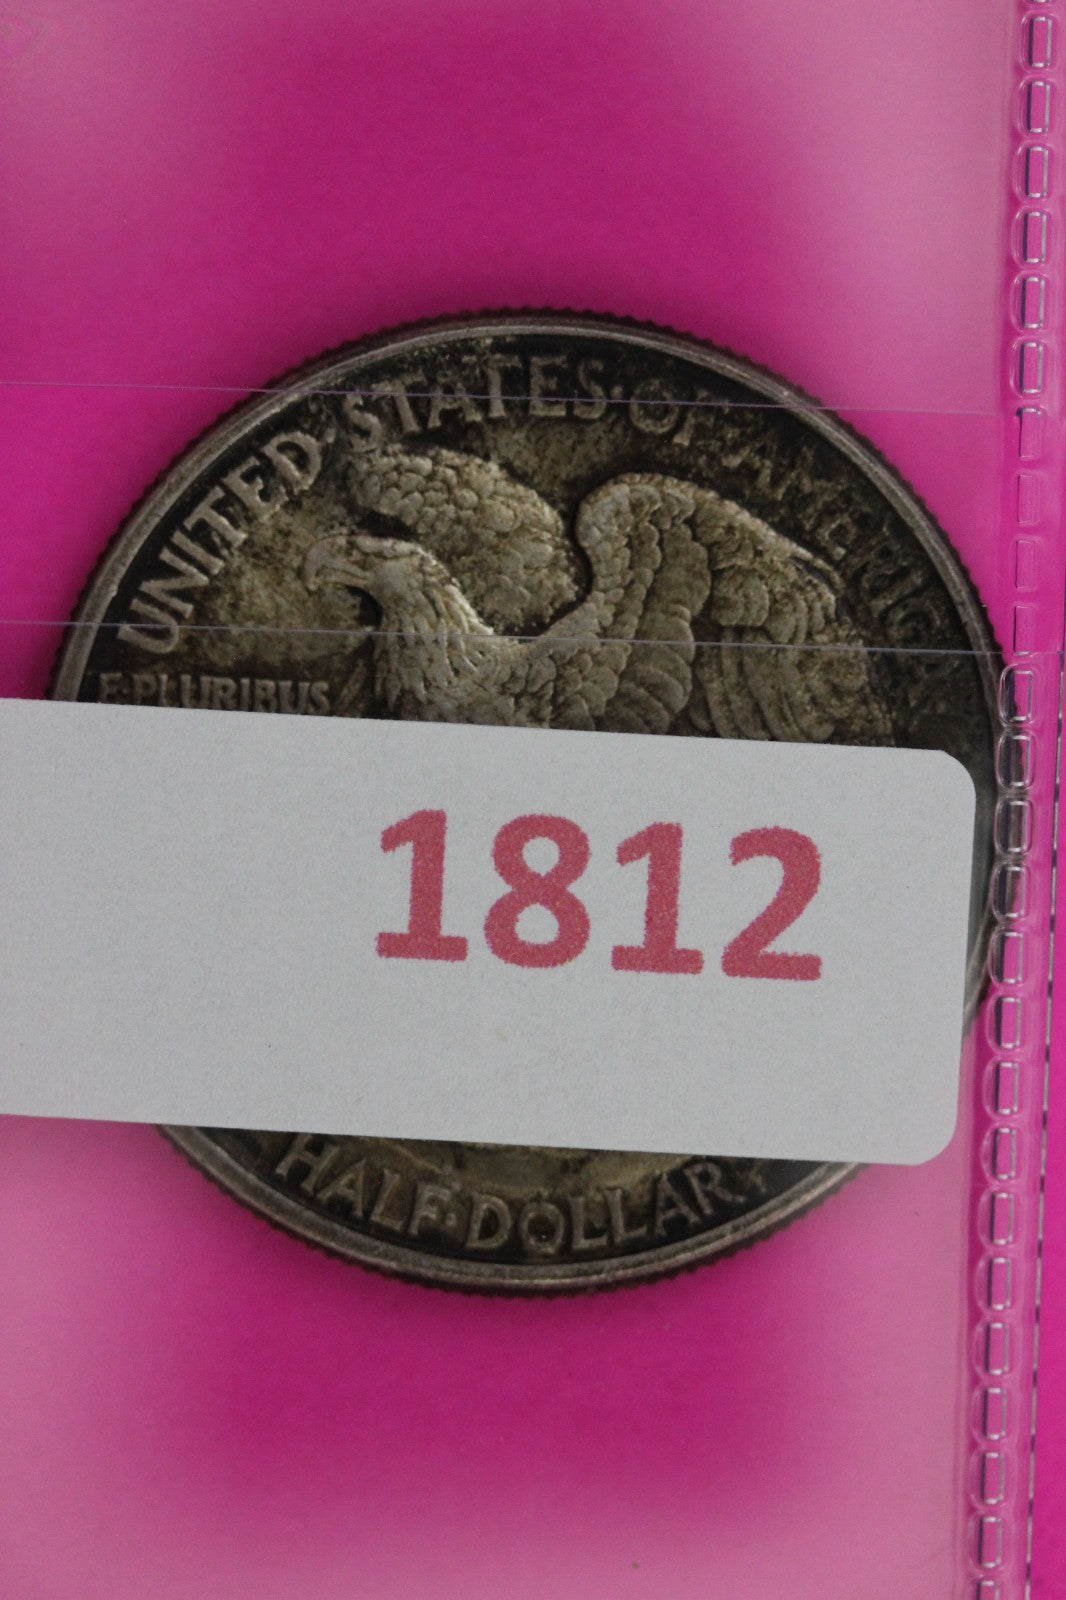 UNITED·STATES·OF·AMERICA
E·PLURIBUS
1812
HALF·DOLLAR